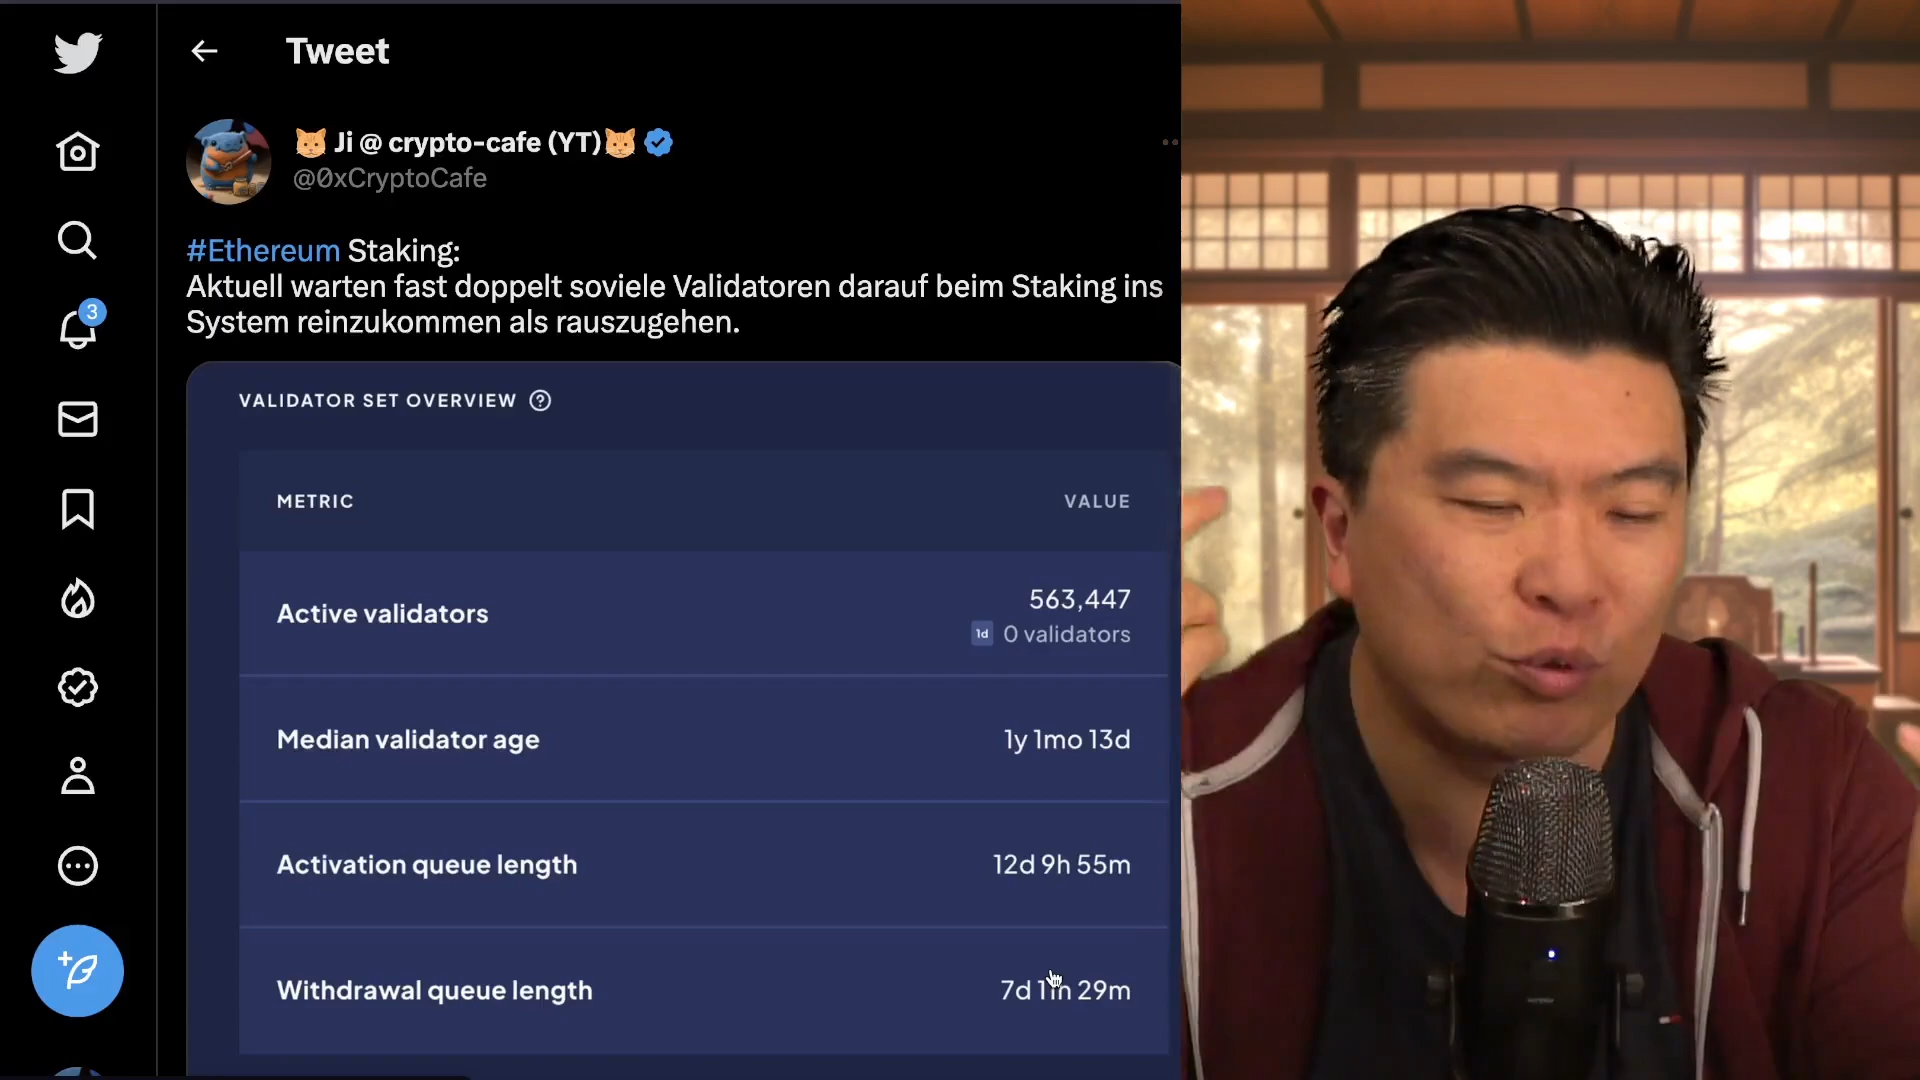 Tweet
Ji @ crypto-cafe (YT)
@0xCryptoCafe
#Ethereum Staking:
Aktuell warten fast doppelt soviele Validatoren darauf beim Staking ins
System reinzukommen als rauszugehen.
3
VALIDATOR SET OVERVIEW ?
METRIC VALUE
Active validators 563,447
1d 0 validators
Median validator age 1y 1mo 13d
Activation queue length 12d 9h 55m
Withdrawal queue length 7d 29m